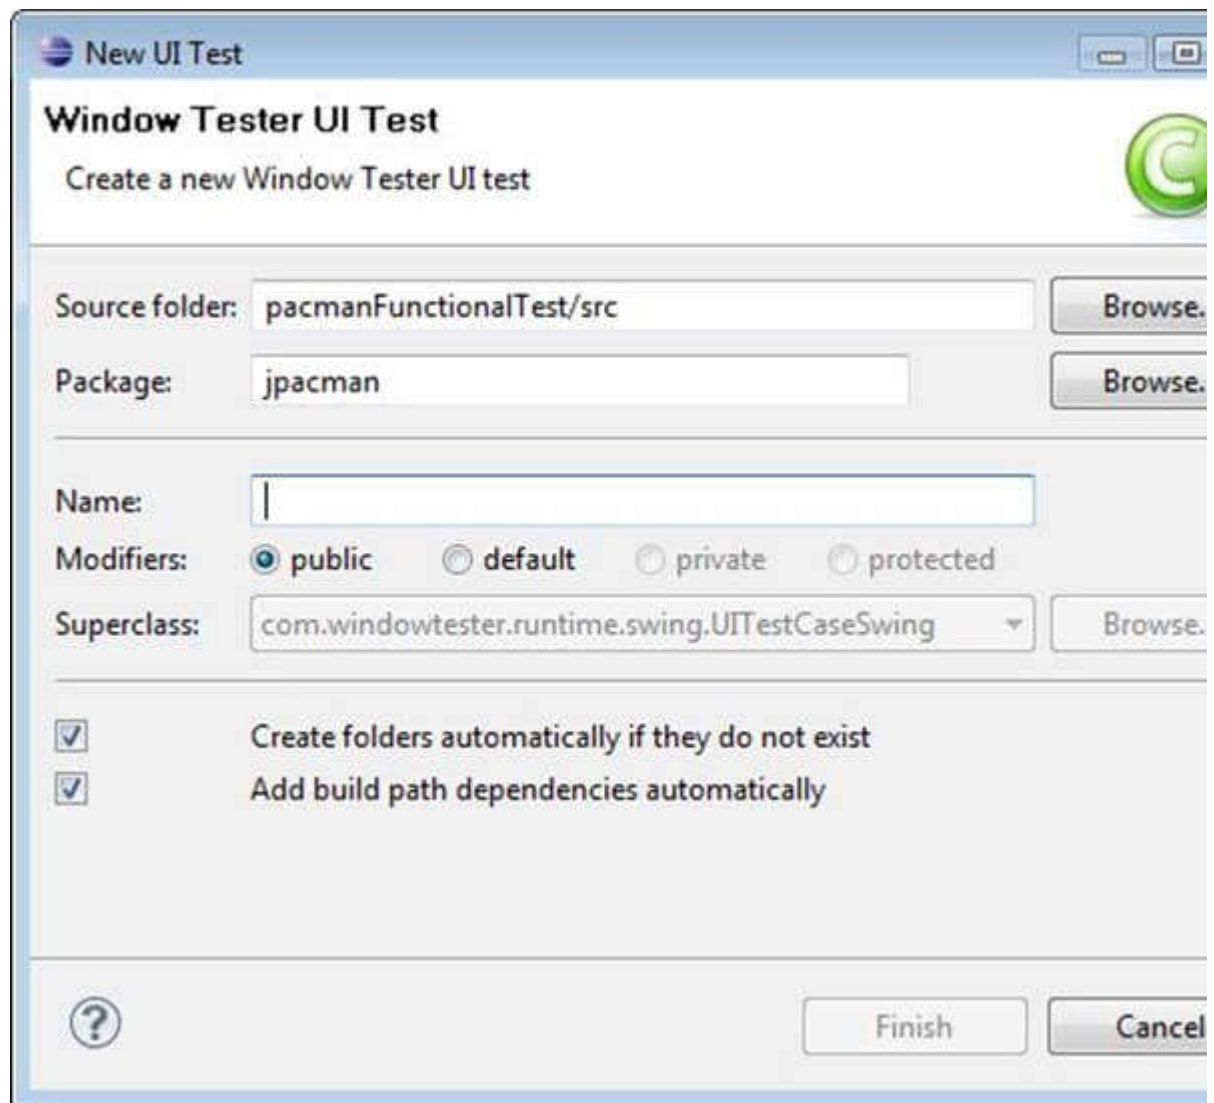 New UI Test
Window Tester UI Test
Create a new Window Tester UI test
C
Source folder: pacmanFunctionalTest/src Browse.
Package: jpacman Browse.
Name:
Modifiers: public default private protected
Superclass: com.windowtester.runtime.swing.UITestCaseSwing Browse.
Create folders automatically if they do not exist
Add build path dependencies automatically
? Finish Cancel